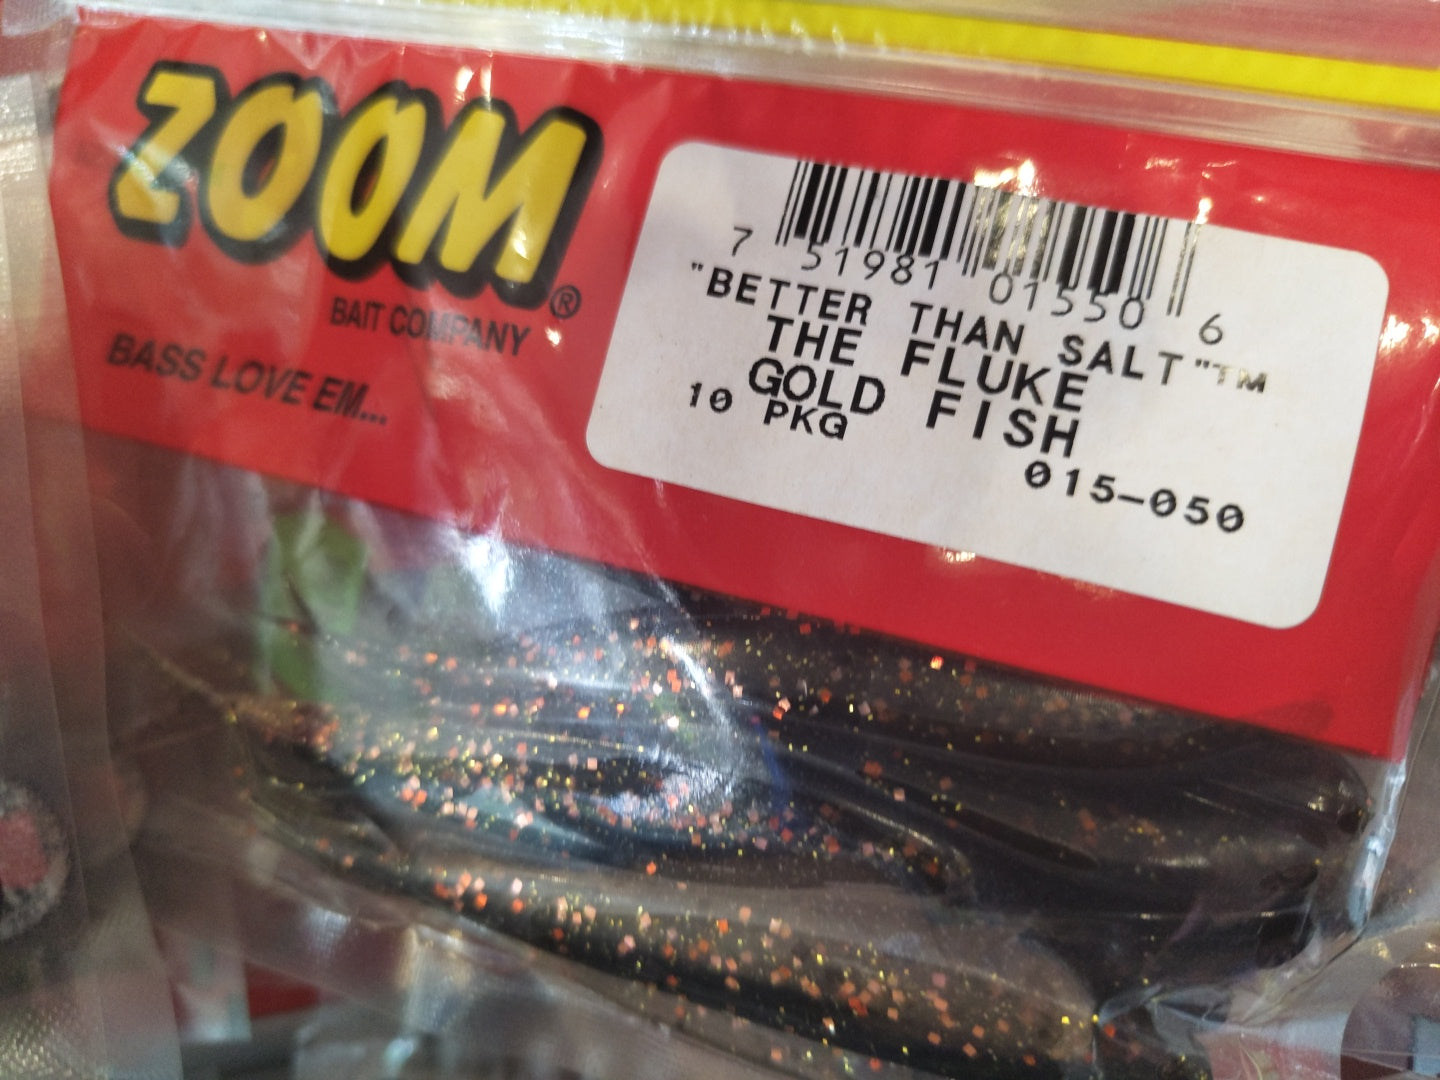 ZOOM®
BAIT COMPANY
BASS LOVE EM...
7 51981 01550 6
"BETTER THAN SALT"™
THE FLUKE
GOLD FISH
10 PKG
015-050